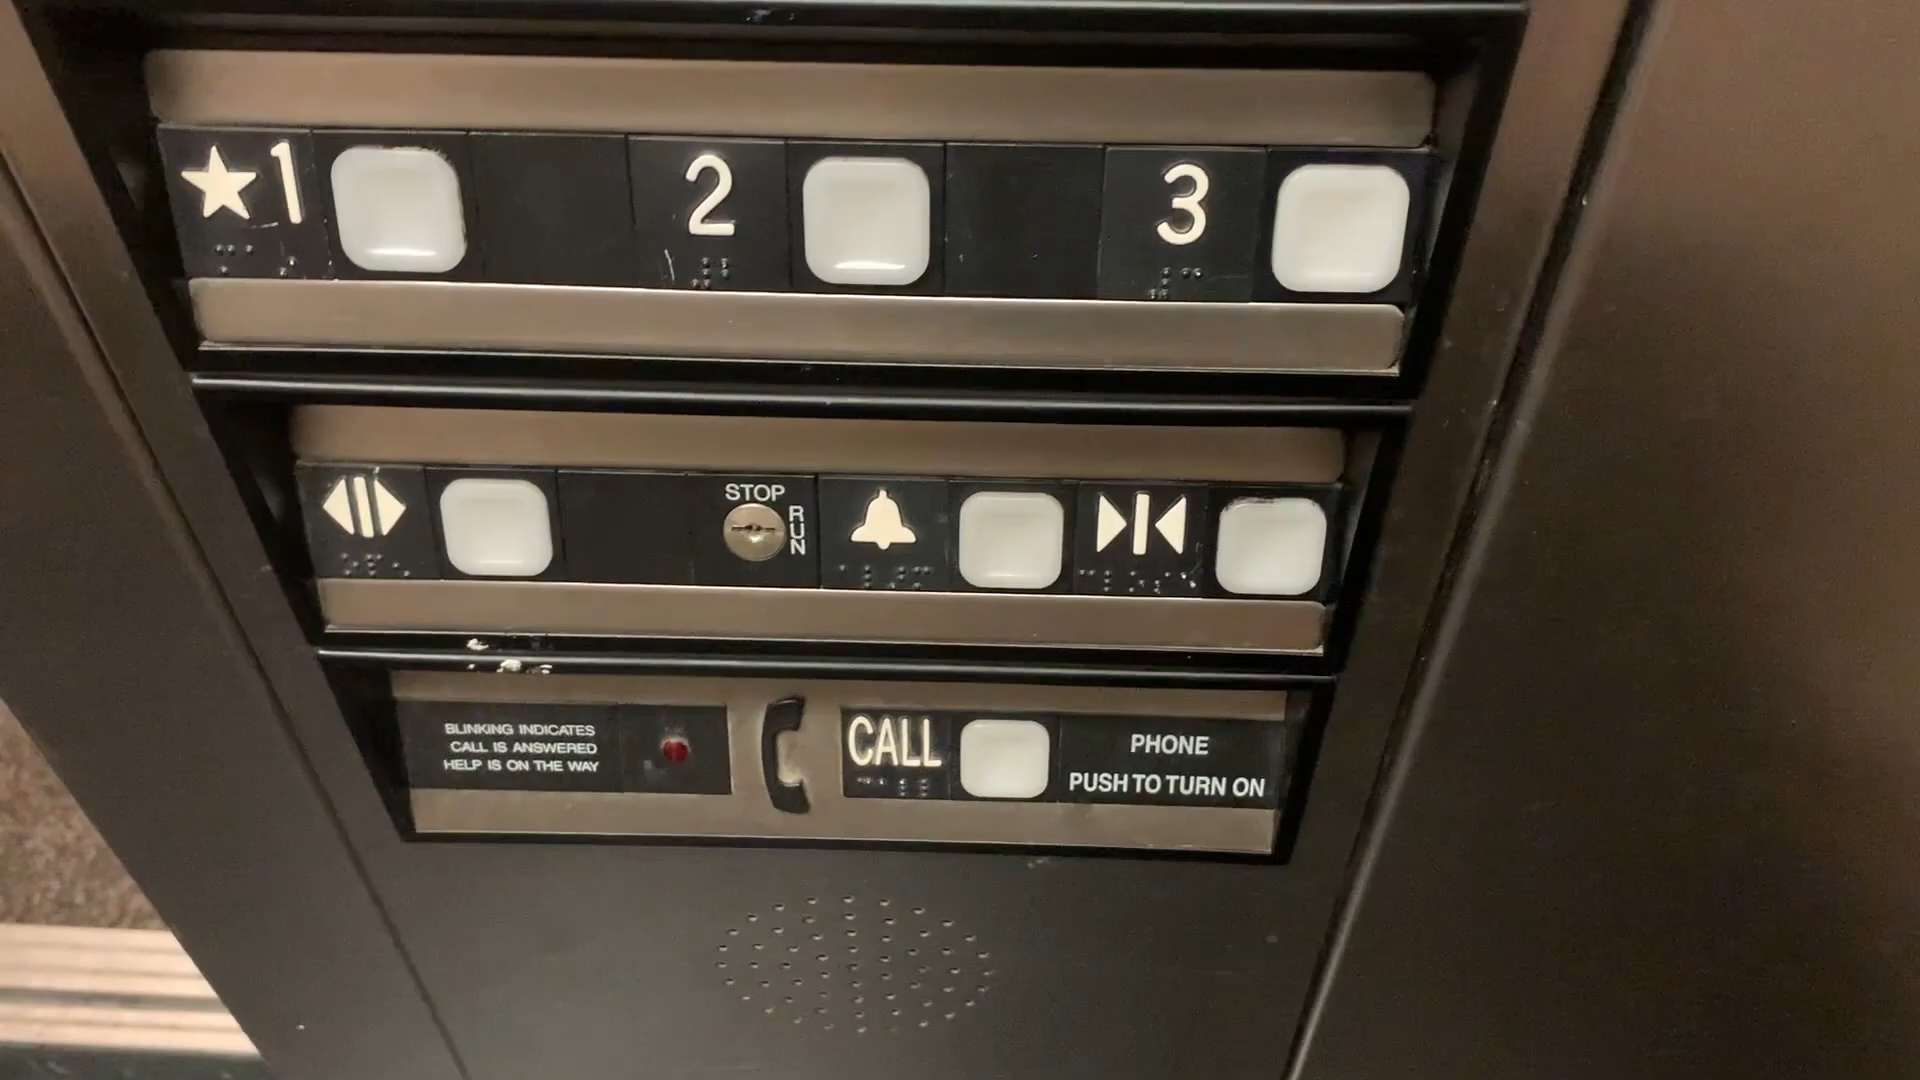 ★1
2
3
STOP
RUN
BLINKING INDICATES
CALL IS ANSWERED
HELP IS ON THE WAY
CALL
PHONE
PUSH TO TURN ON